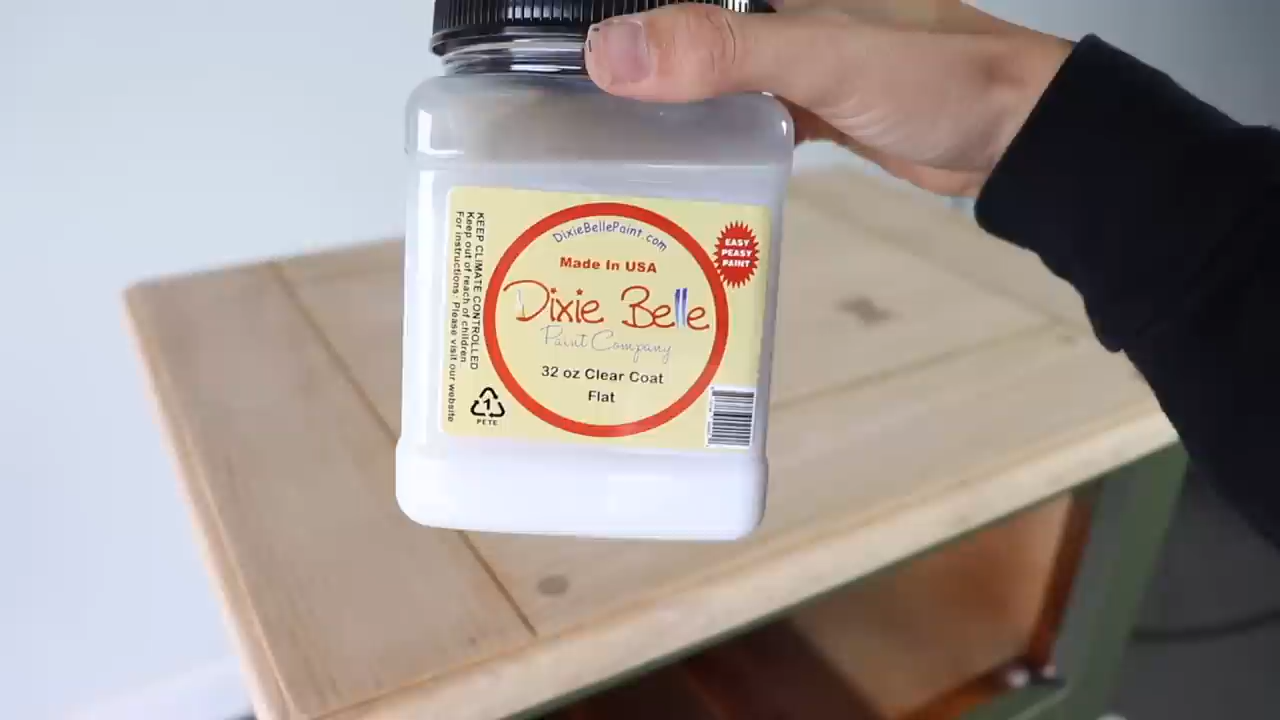 KEEP CLIMATE CONTROLLED
Keep out of reach of children
For instructions: Please visit our website
DixieBellePaint.com
Made In USA
Dixie Belle
Paint Company
32 oz Clear Coat
Flat
EASY
PEASY
PAINT
1
PETE